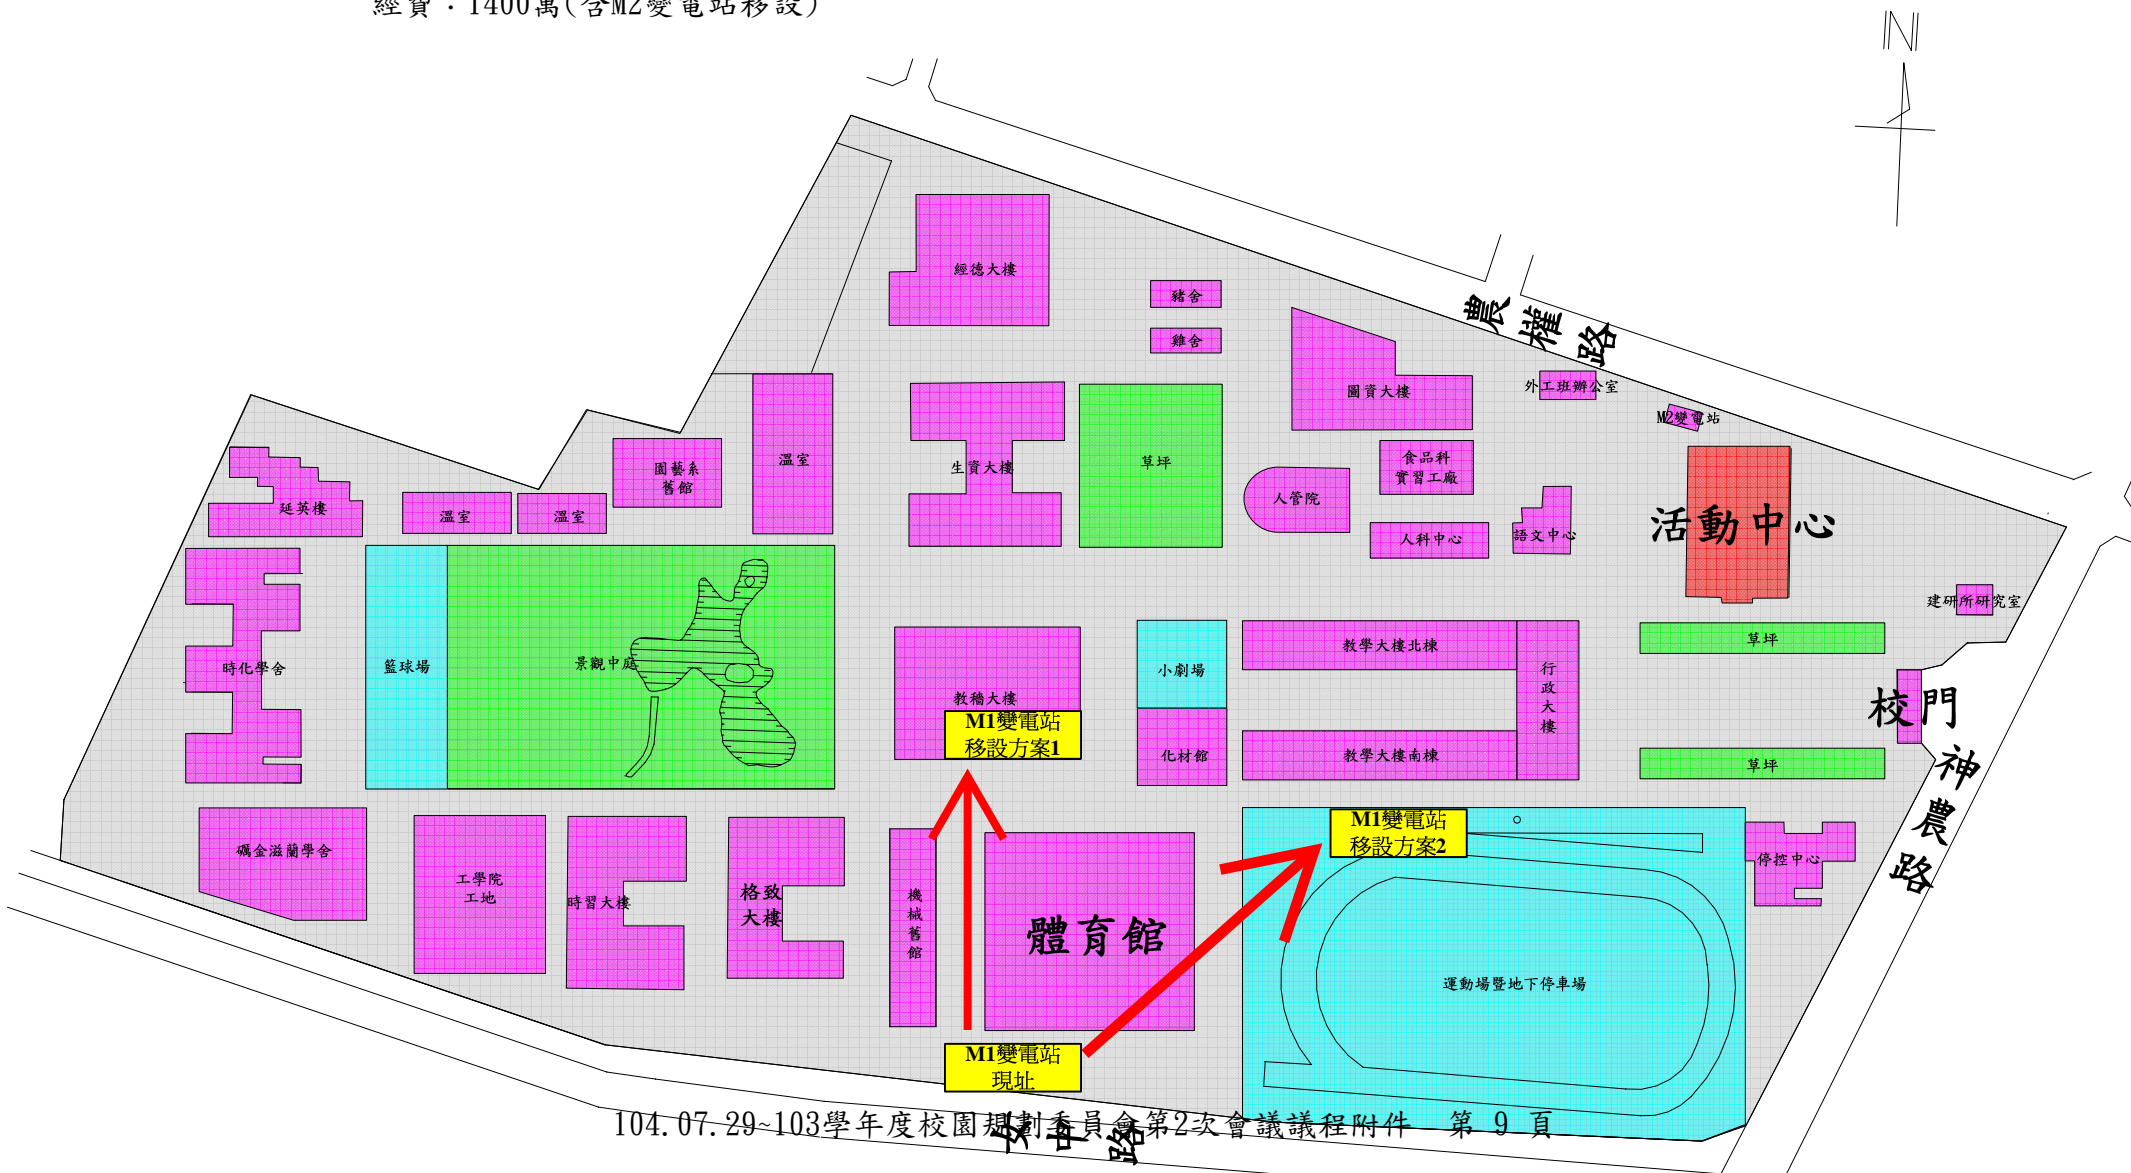 經費：1400萬(含M2變電站移設)
N
農權路
經德大樓
豬舍
雞舍
圖資大樓
外工班辦公室
M2變電站
園藝系
舊館
溫室
生資大樓
草坪
食品科
實習工廠
人管院
人科中心
語文中心
活動中心
延英樓
溫室
溫室
建研所研究室
時化學舍
籃球場
景觀中庭
教穡大樓
M1變電站
移設方案1
小劇場
化材館
教學大樓北棟
教學大樓南棟
行政大樓
草坪
草坪
校門
神農路
礪金滋蘭學舍
工學院
工地
時習大樓
格致
大樓
機械舊館
體育館
M1變電站
移設方案2
停控中心
運動場暨地下停車場
M1變電站
現址
女中路
104.07.29~103學年度校園規劃委員會第2次會議議程附件 第 9 頁